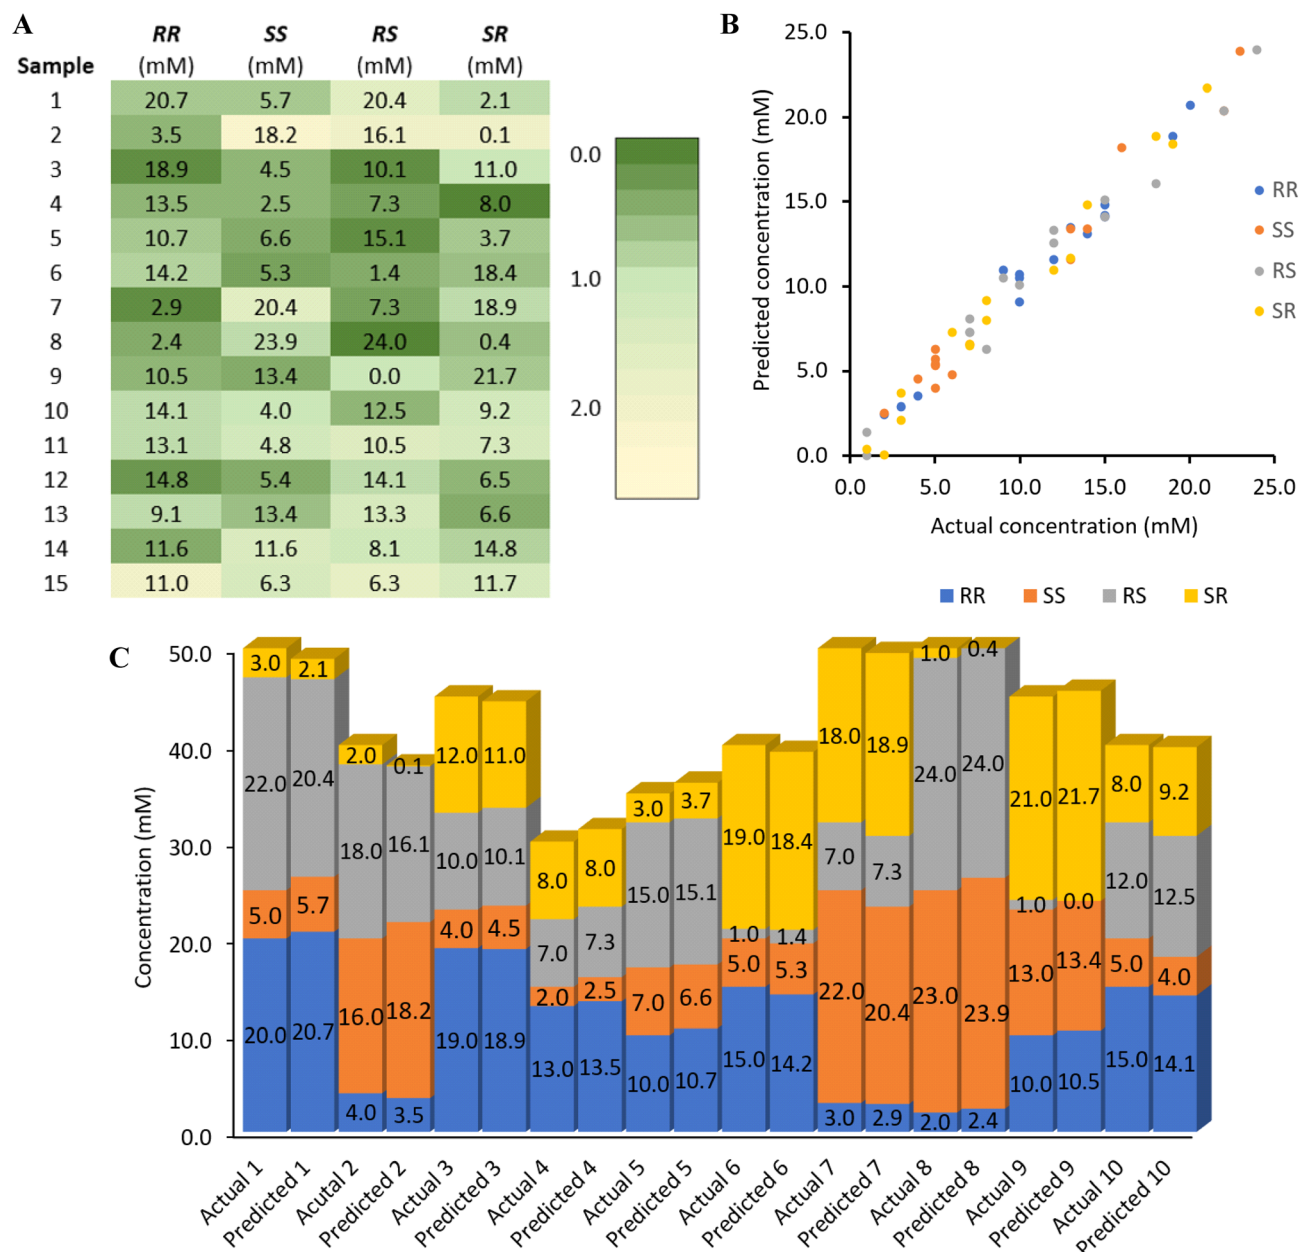 A
RR SS RS SR
Sample (mM) (mM) (mM) (mM)
1 20.7 5.7 20.4 2.1
2 3.5 18.2 16.1 0.1
3 18.9 4.5 10.1 11.0
4 13.5 2.5 7.3 8.0
5 10.7 6.6 15.1 3.7
6 14.2 5.3 1.4 18.4
7 2.9 20.4 7.3 18.9
8 2.4 23.9 24.0 0.4
9 10.5 13.4 0.0 21.7
10 14.1 4.0 12.5 9.2
11 13.1 4.8 10.5 7.3
12 14.8 5.4 14.1 6.5
13 9.1 13.4 13.3 6.6
14 11.6 11.6 8.1 14.8
15 11.0 6.3 6.3 11.7
0.0
1.0
2.0
B
Predicted concentration (mM)
25.0
20.0
15.0
10.0
5.0
0.0
0.0 5.0 10.0 15.0 20.0 25.0
Actual concentration (mM)
RR
SS
RS
SR
C
RR SS RS SR
Concentration (mM)
50.0
40.0
30.0
20.0
10.0
0.0
3.0 2.1 2.0 0.1 12.0 11.0 8.0 8.0 3.0 3.7 19.0 18.4 18.0 18.9 1.0 0.4 21.0 21.7 8.0 9.2
22.0 20.4 18.0 16.1 10.0 10.1 7.0 7.3 15.0 15.1 1.0 1.4 7.0 7.3 24.0 24.0 1.0 0.0 12.0 12.5
5.0 5.7 16.0 18.2 4.0 4.5 2.0 2.5 7.0 6.6 5.0 5.3 22.0 20.4 23.0 23.9 13.0 13.4 5.0 4.0
20.0 20.7 4.0 3.5 19.0 18.9 13.0 13.5 10.0 10.7 15.0 14.2 3.0 2.9 2.0 2.4 10.0 10.5 15.0 14.1
Actual 1
Predicted 1
Acutal 2
Predicted 2
Actual 3
Predicted 3
Actual 4
Predicted 4
Actual 5
Predicted 5
Actual 6
Predicted 6
Actual 7
Predicted 7
Actual 8
Predicted 8
Actual 9
Predicted 9
Actual 10
Predicted 10